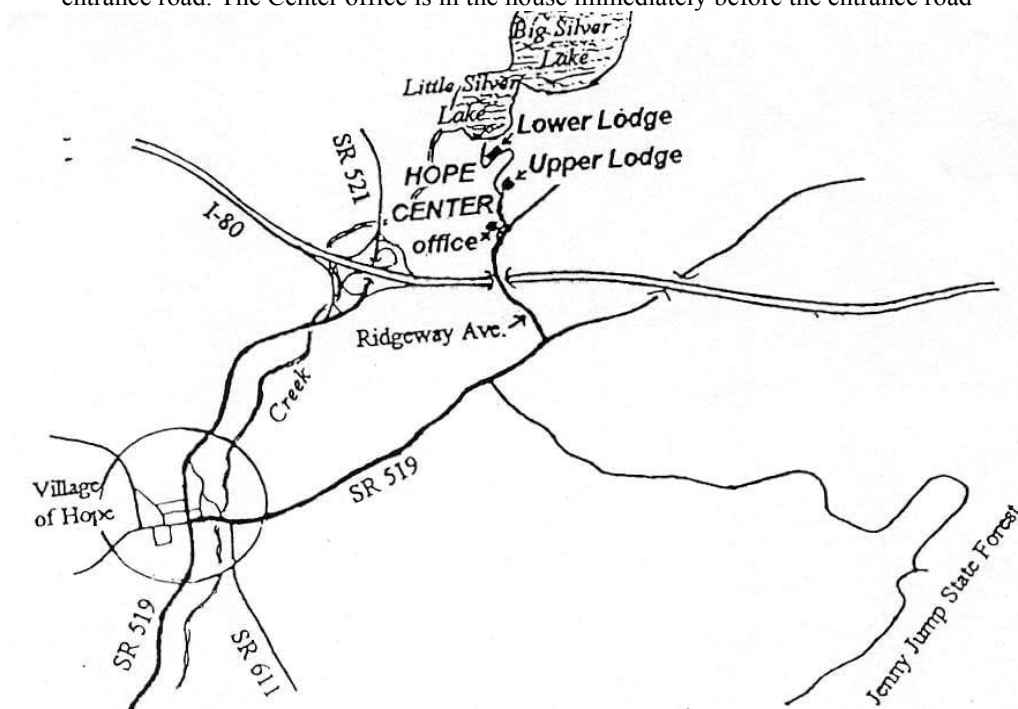 entrance road. The Center office is in the house immediately before the entrance road
Big Silver
Lake
Little Silver
Lake
Lower Lodge
Upper Lodge
HOPE
CENTER
office
SR 521
I-80
Ridgeway Ave.
Creek
SR 519
Village
of Hope
SR 519
SR 611
Jenny Jump State Forest